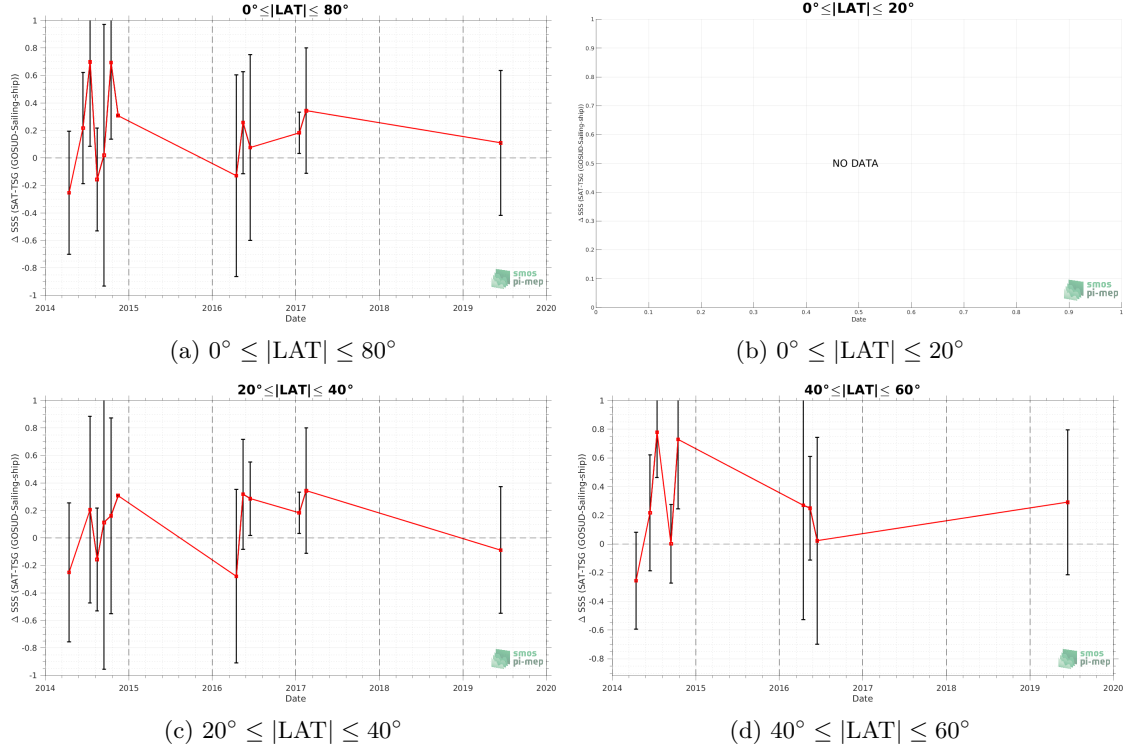 0°≤|LAT|≤ 80°
Δ SSS (SAT-TSG (GOSUD-Sailing-ship))
1
0.8
0.6
0.4
0.2
0
-0.2
-0.4
-0.6
-0.8
-1
2014 2015 2016 2017 2018 2019 2020
Date
smos
pi-mep
(a) 0° ≤ |LAT| ≤ 80°
0°≤|LAT|≤ 20°
Δ SSS (SAT-TSG (GOSUD-Sailing-ship))
1
0.9
0.8
0.7
0.6
0.5
0.4
0.3
0.2
0.1
0
NO DATA
0 0.1 0.2 0.3 0.4 0.5 0.6 0.7 0.8 0.9 1
Date
smos
pi-mep
(b) 0° ≤ |LAT| ≤ 20°
20°≤|LAT|≤ 40°
Δ SSS (SAT-TSG (GOSUD-Sailing-ship))
1
0.8
0.6
0.4
0.2
0
-0.2
-0.4
-0.6
-0.8
-1
2014 2015 2016 2017 2018 2019 2020
Date
smos
pi-mep
(c) 20° ≤ |LAT| ≤ 40°
40°≤|LAT|≤ 60°
Δ SSS (SAT-TSG (GOSUD-Sailing-ship))
1
0.8
0.6
0.4
0.2
0
-0.2
-0.4
-0.6
-0.8
2014 2015 2016 2017 2018 2019 2020
Date
smos
pi-mep
(d) 40° ≤ |LAT| ≤ 60°